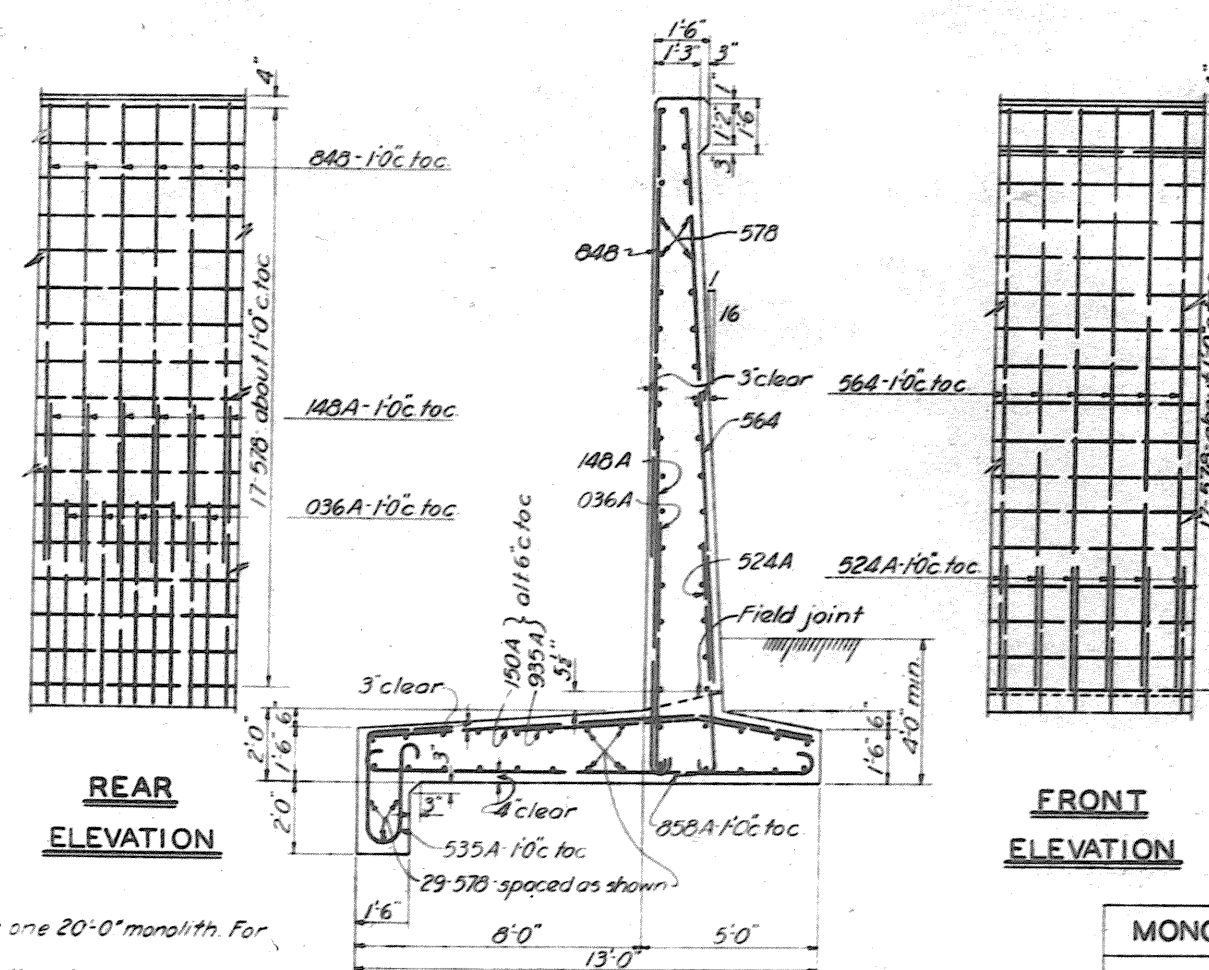 1'-6"
1'-3"
3"
4"
1"
1'-2"
1'-6"
3"
848-1'0"c.toc.
578
848
1
16
17-578-about 1'-0"c.toc
3"clear
564-1'0"c.toc.
148A-1'0"c.toc.
564
148A
036A-1'0"c.toc.
036A
524A
524A-1'0"c.toc.
150A
935A
alt.6"c.toc
5½"
Field joint
3"clear
4'-0" min.
6"
2'-0"
1'-6"
6"
1'-6"
3"
3"
4"clear
858A-1'0"c.toc.
2'-0"
535A-1'0"c.toc
29-578-spaced as shown
1'-6"
8'-0"
5'-0"
13'-0"
REAR
ELEVATION
FRONT
ELEVATION
one 20'-0" monolith. For
MONO